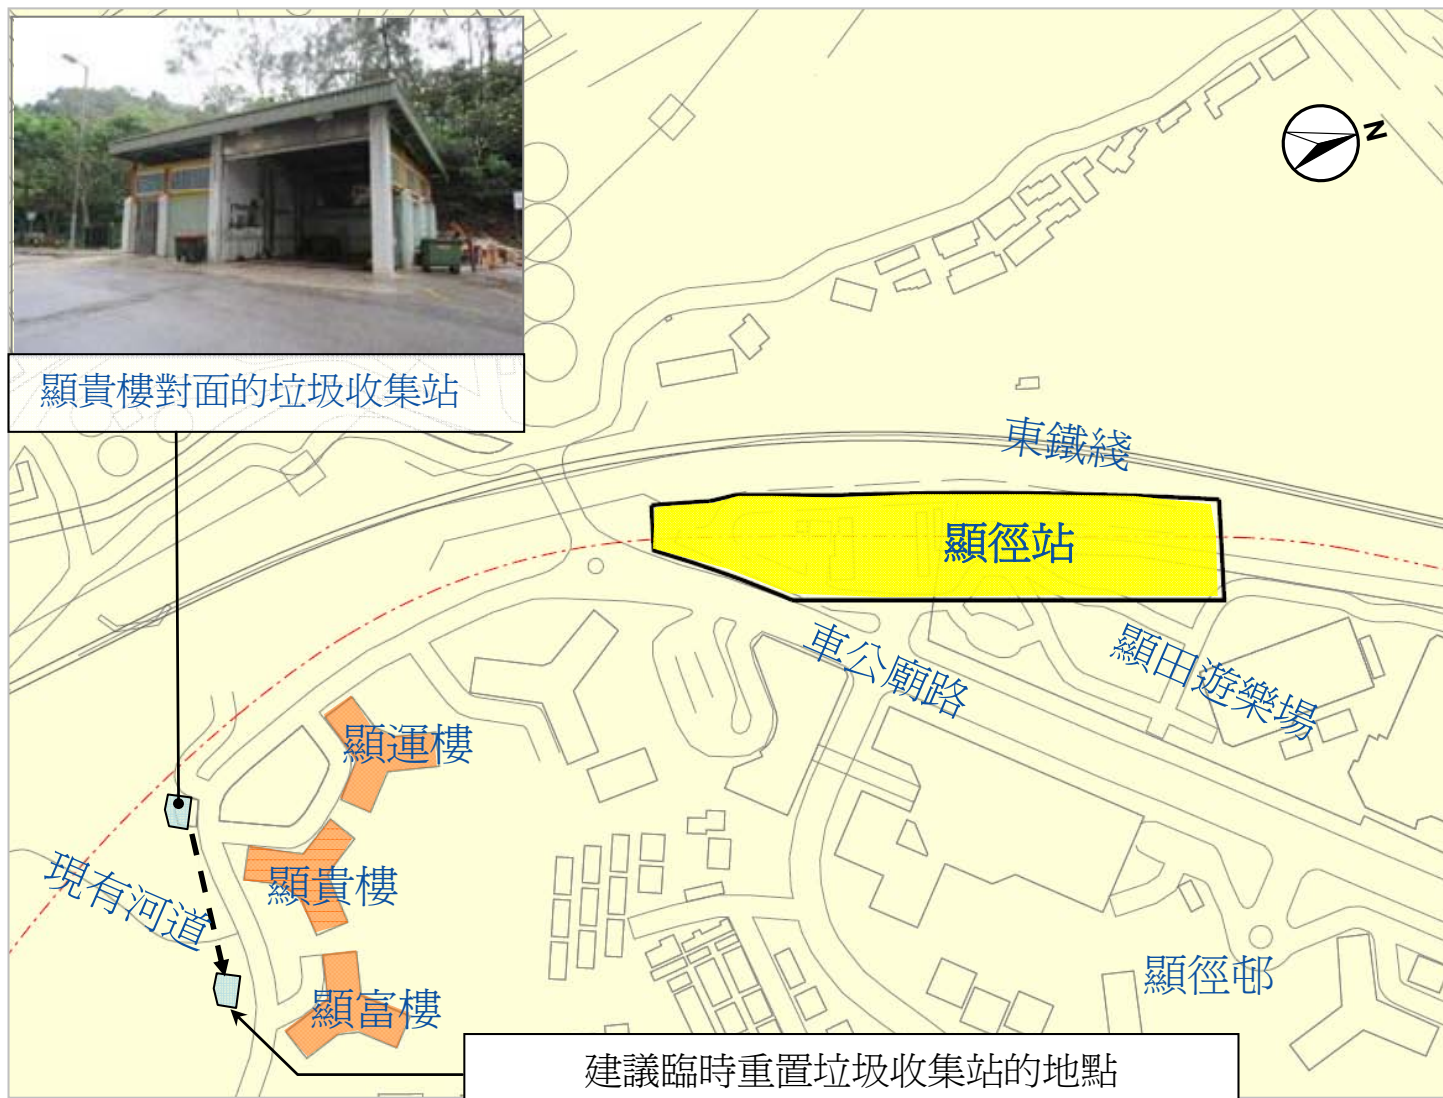 顯貴樓對面的垃圾收集站
N
東鐵綫
顯徑站
車公廟路
顯田遊樂場
顯運樓
顯貴樓
現有河道
顯富樓
顯徑邨
建議臨時重置垃圾收集站的地點